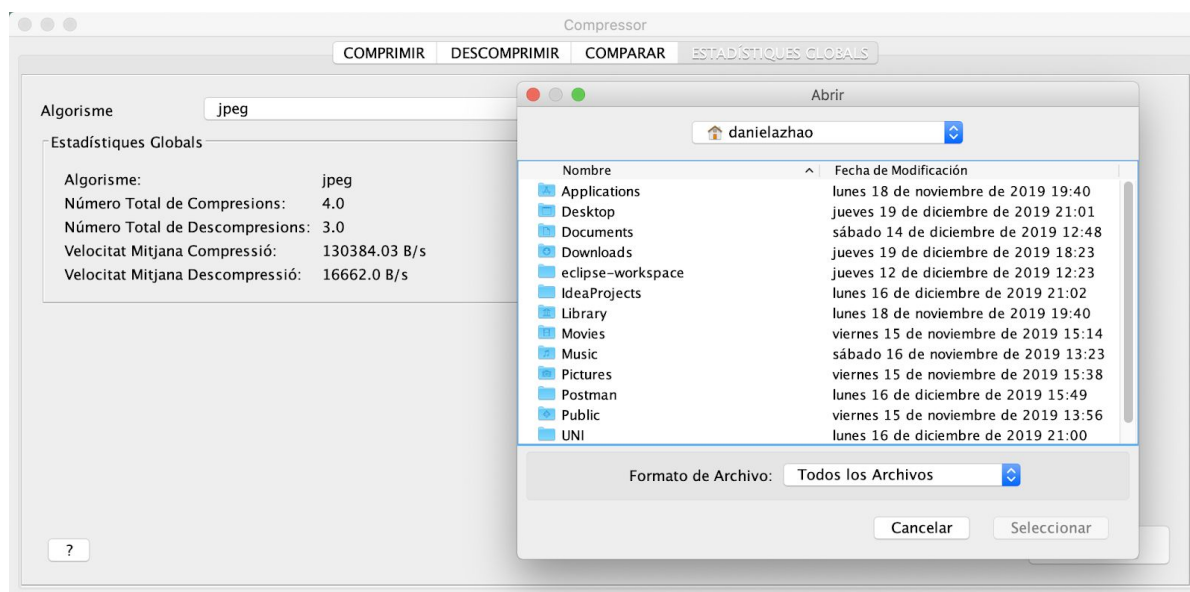 Compressor
COMPRIMIR DESCOMPRIMIR COMPARAR ESTADÍSTIQUES GLOBALS
Algorisme jpeg
Estadístiques Globals
Algorisme: jpeg
Número Total de Compresions: 4.0
Número Total de Descompresions: 3.0
Velocitat Mitjana Compressió: 130384.03 B/s
Velocitat Mitjana Descompressió: 16662.0 B/s
?
Abrir
danielazhao
Nombre Fecha de Modificación
Applications lunes 18 de noviembre de 2019 19:40
Desktop jueves 19 de diciembre de 2019 21:01
Documents sábado 14 de diciembre de 2019 12:48
Downloads jueves 19 de diciembre de 2019 18:23
eclipse-workspace jueves 12 de diciembre de 2019 12:23
IdeaProjects lunes 16 de diciembre de 2019 21:02
Library lunes 18 de noviembre de 2019 19:40
Movies viernes 15 de noviembre de 2019 15:14
Music sábado 16 de noviembre de 2019 13:23
Pictures viernes 15 de noviembre de 2019 15:38
Postman lunes 16 de diciembre de 2019 15:49
Public viernes 15 de noviembre de 2019 13:56
UNI lunes 16 de diciembre de 2019 21:00
Formato de Archivo: Todos los Archivos
Cancelar Seleccionar